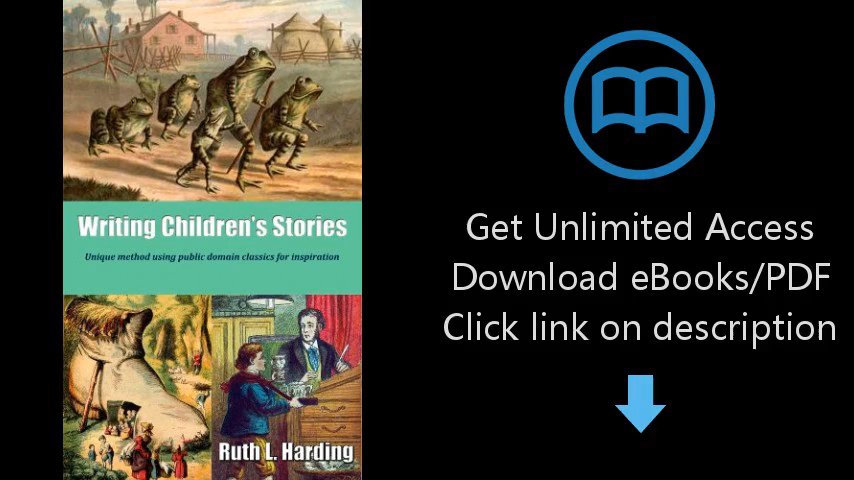 Writing Children's Stories
Unique method using public domain classics for inspiration
Ruth L. Harding
Get Unlimited Access
Download eBooks/PDF
Click link on description